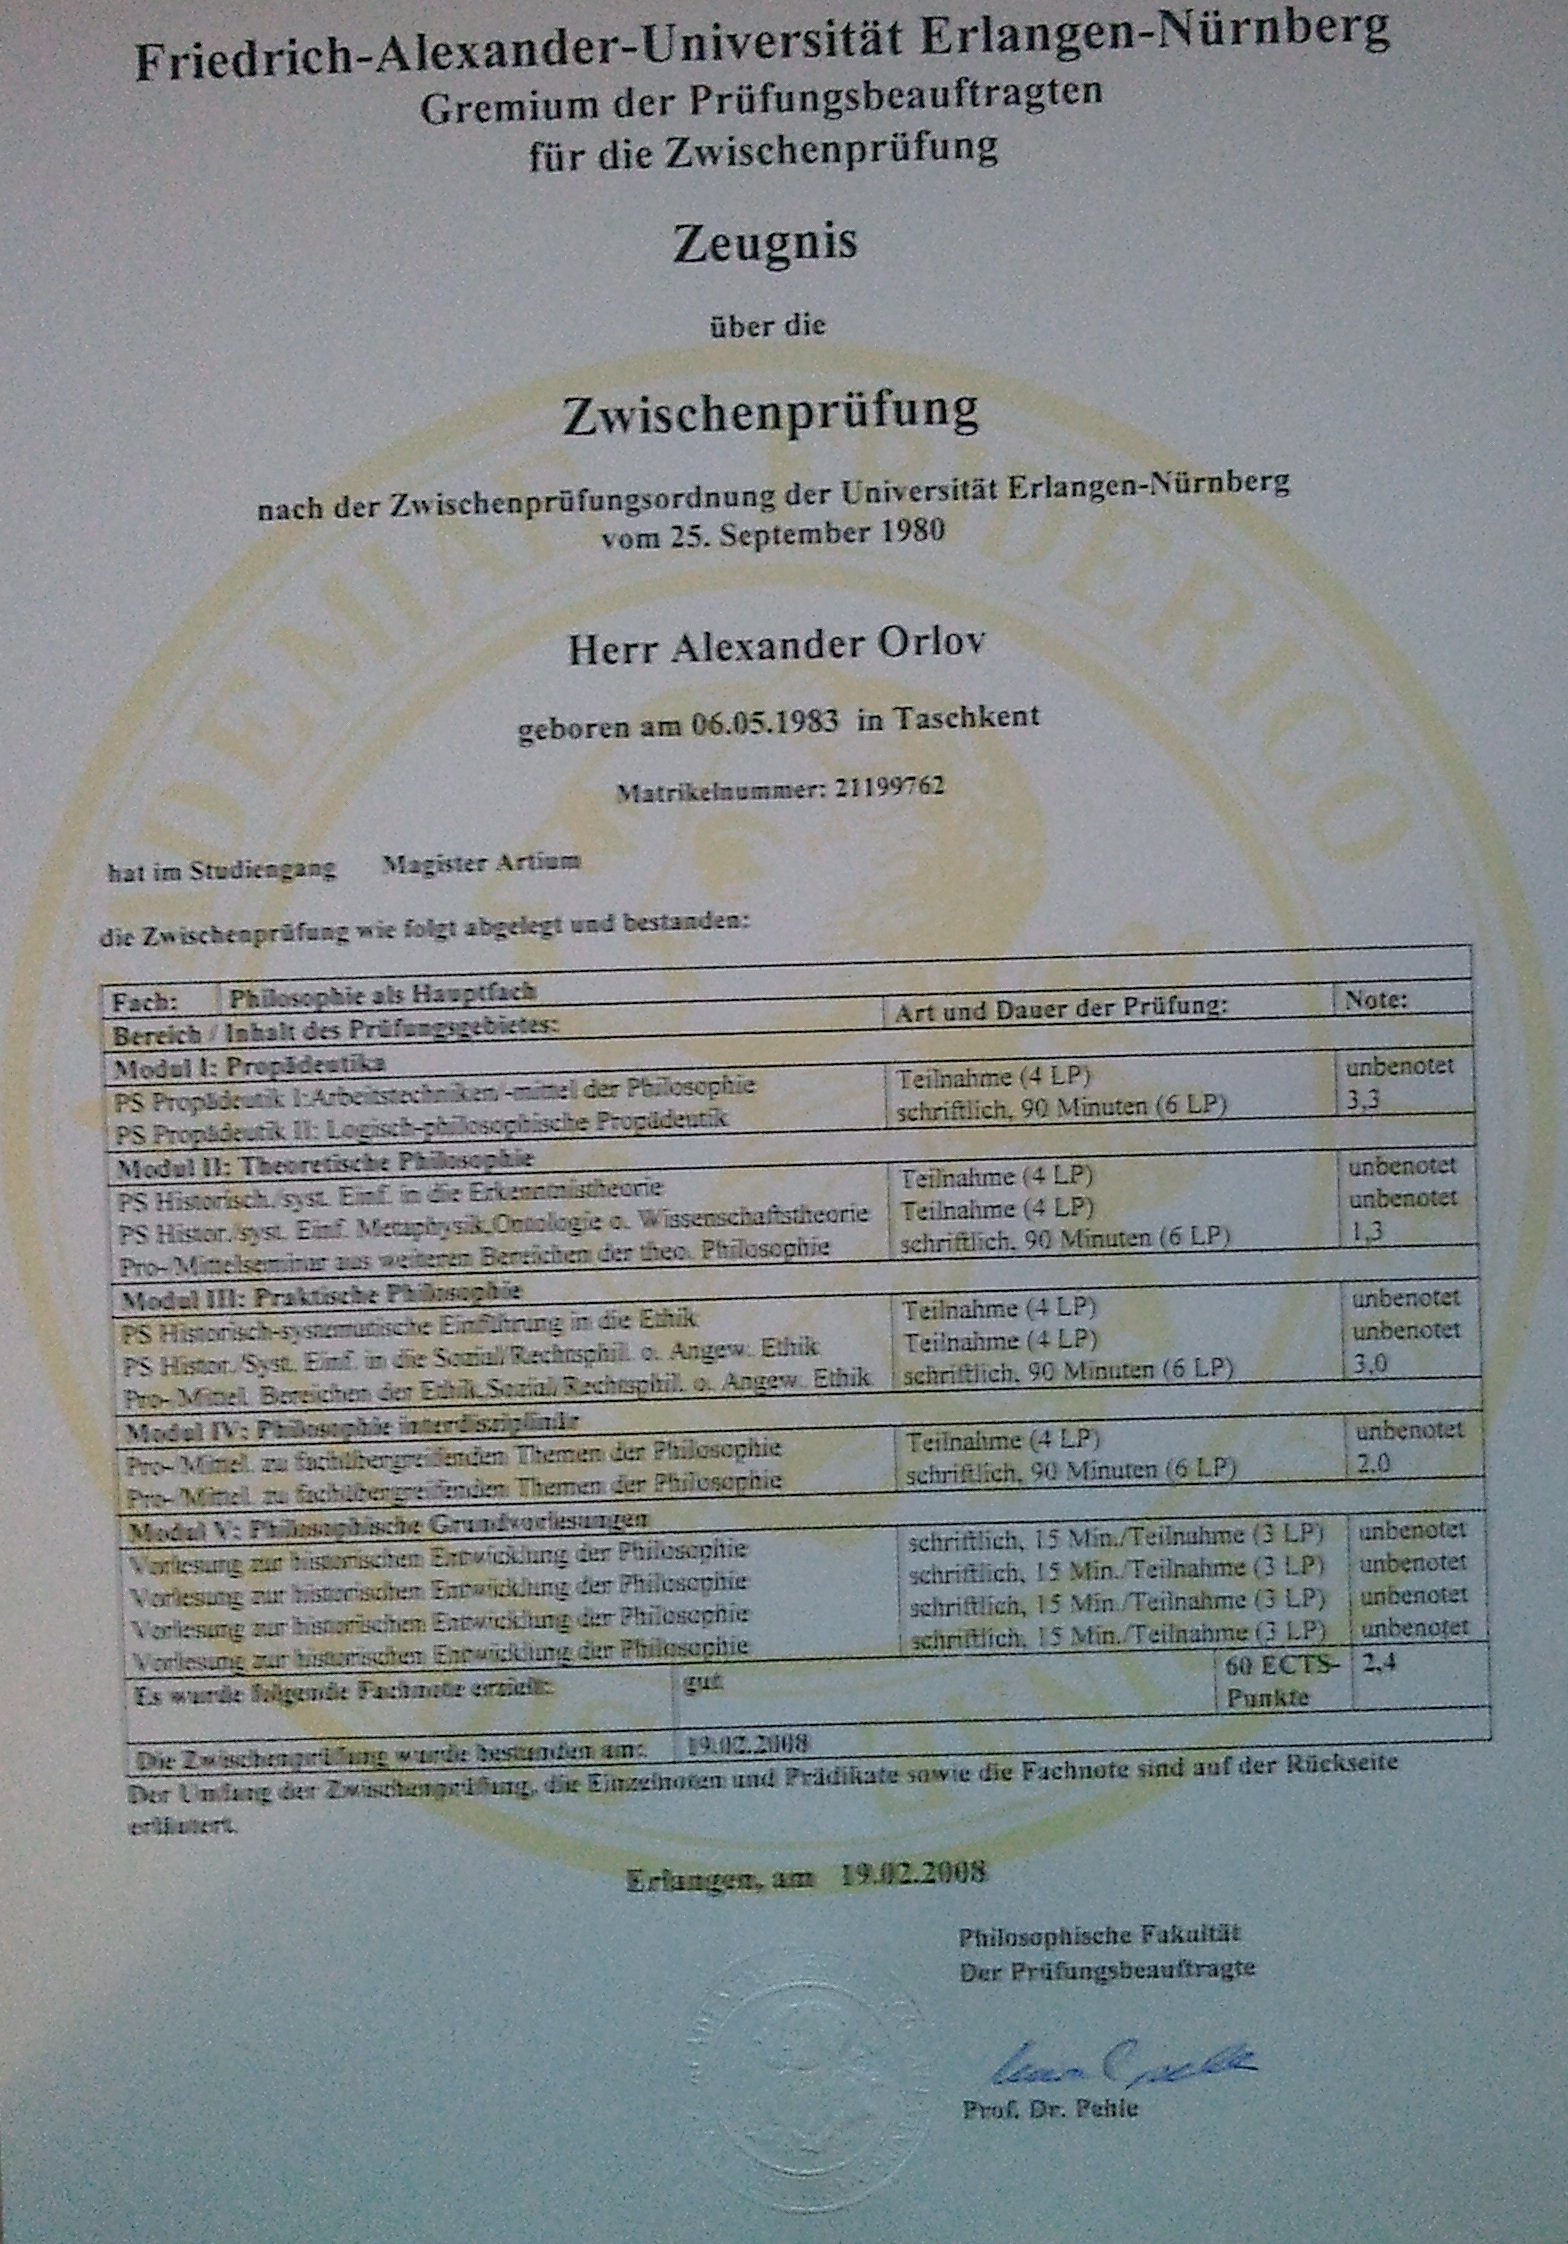 Friedrich-Alexander-Universität Erlangen-Nürnberg
Gremium der Prüfungsbeauftragten
für die Zwischenprüfung
Zeugnis
über die
Zwischenprüfung
nach der Zwischenprüfungsordnung der Universität Erlangen-Nürnberg
vom 25. September 1980
Herr Alexander Orlov
geboren am 06.05.1983 in Taschkent
Matrikelnummer: 21199762
hat im Studiengang Magister Artium
die Zwischenprüfung wie folgt abgelegt und bestanden:
Fach: Philosophie als Hauptfach
Bereich / Inhalt des Prüfungsgebietes: Art und Dauer der Prüfung: Note:
Modul I: Propädeutika
PS Propädeutik I:Arbeitstechniken/-mittel der Philosophie Teilnahme (4 LP) unbenotet
PS Propädeutik II: Logisch-philosophische Propädeutik schriftlich, 90 Minuten (6 LP) 3,3
Modul II: Theoretische Philosophie
PS Historisch./syst. Einf. in die Erkenntnistheorie Teilnahme (4 LP) unbenotet
PS Histor./syst. Einf. Metaphysik,Ontologie o. Wissenschaftstheorie Teilnahme (4 LP) unbenotet
Pro-/Mittelseminar aus weiteren Bereichen der theo. Philosophie schriftlich, 90 Minuten (6 LP) 1,3
Modul III: Praktische Philosophie
PS Historisch-systematische Einführung in die Ethik Teilnahme (4 LP) unbenotet
PS Histor./Syst. Einf. in die Sozial/Rechtsphil. o. Angew. Ethik Teilnahme (4 LP) unbenotet
Pro-/Mittel. Bereichen der Ethik,Sozial/Rechtsphil. o. Angew. Ethik schriftlich, 90 Minuten (6 LP) 3,0
Modul IV: Philosophie interdisziplinär
Pro-/Mittel. zu fachübergreifenden Themen der Philosophie Teilnahme (4 LP) unbenotet
Pro-/Mittel. zu fachübergreifenden Themen der Philosophie schriftlich, 90 Minuten (6 LP) 2,0
Modul V: Philosophische Grundvorlesungen
Vorlesung zur historischen Entwicklung der Philosophie schriftlich, 15 Min./Teilnahme (3 LP) unbenotet
Vorlesung zur historischen Entwicklung der Philosophie schriftlich, 15 Min./Teilnahme (3 LP) unbenotet
Vorlesung zur historischen Entwicklung der Philosophie schriftlich, 15 Min./Teilnahme (3 LP) unbenotet
Vorlesung zur historischen Entwicklung der Philosophie schriftlich, 15 Min./Teilnahme (3 LP) unbenotet
Es wurde folgende Fachnote erzielt: gut 60 ECTS- 2,4
Punkte
Die Zwischenprüfung wurde bestanden am: 19.02.2008
Der Umfang der Zwischenprüfung, die Einzelnoten und Prädikate sowie die Fachnote sind auf der Rückseite
erläutert.
Erlangen, am 19.02.2008
Philosophische Fakultät
Der Prüfungsbeauftragte
Prof. Dr. Pehle